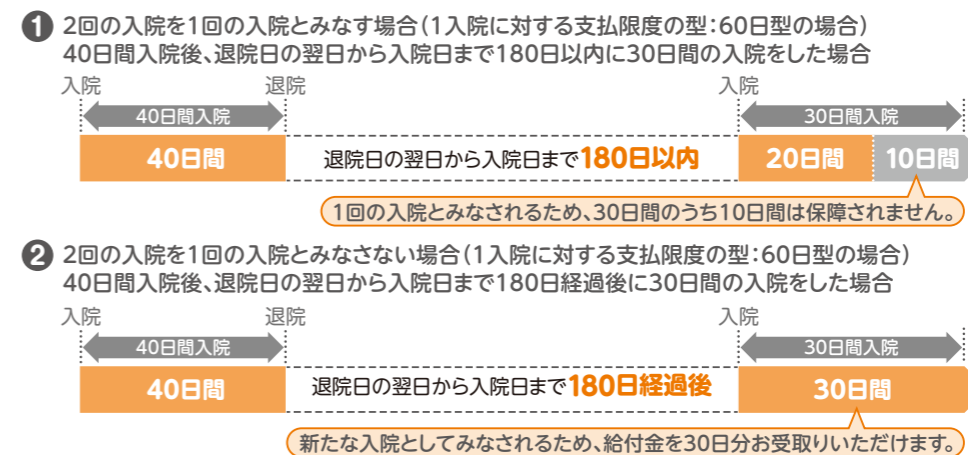 ❶ 2回の入院を1回の入院とみなす場合(1入院に対する支払限度の型:60日型の場合)
40日間入院後、退院日の翌日から入院日まで180日以内に30日間の入院をした場合
入院 退院 入院
40日間入院 30日間入院
40日間 退院日の翌日から入院日まで180日以内 20日間 10日間
1回の入院とみなされるため、30日間のうち10日間は保障されません。
❷ 2回の入院を1回の入院とみなさない場合(1入院に対する支払限度の型:60日型の場合)
40日間入院後、退院日の翌日から入院日まで180日経過後に30日間の入院をした場合
入院 退院 入院
40日間入院 30日間入院
40日間 退院日の翌日から入院日まで180日経過後 30日間
新たな入院としてみなされるため、給付金を30日分お受取りいただけます。